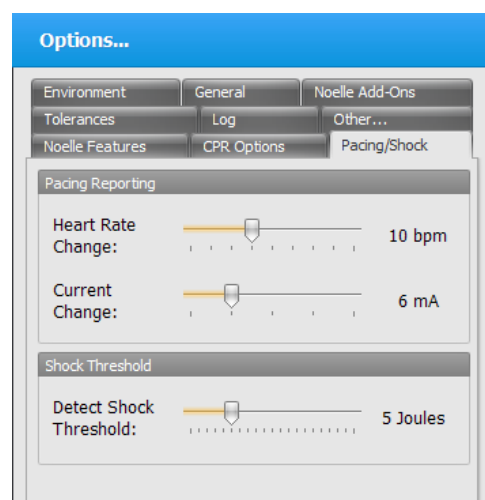 Options...
Environment General Noelle Add-Ons
Tolerances Log Other...
Noelle Features CPR Options Pacing/Shock
Pacing Reporting
Heart Rate
Change:
10 bpm
Current
Change:
6 mA
Shock Threshold
Detect Shock
Threshold:
5 Joules